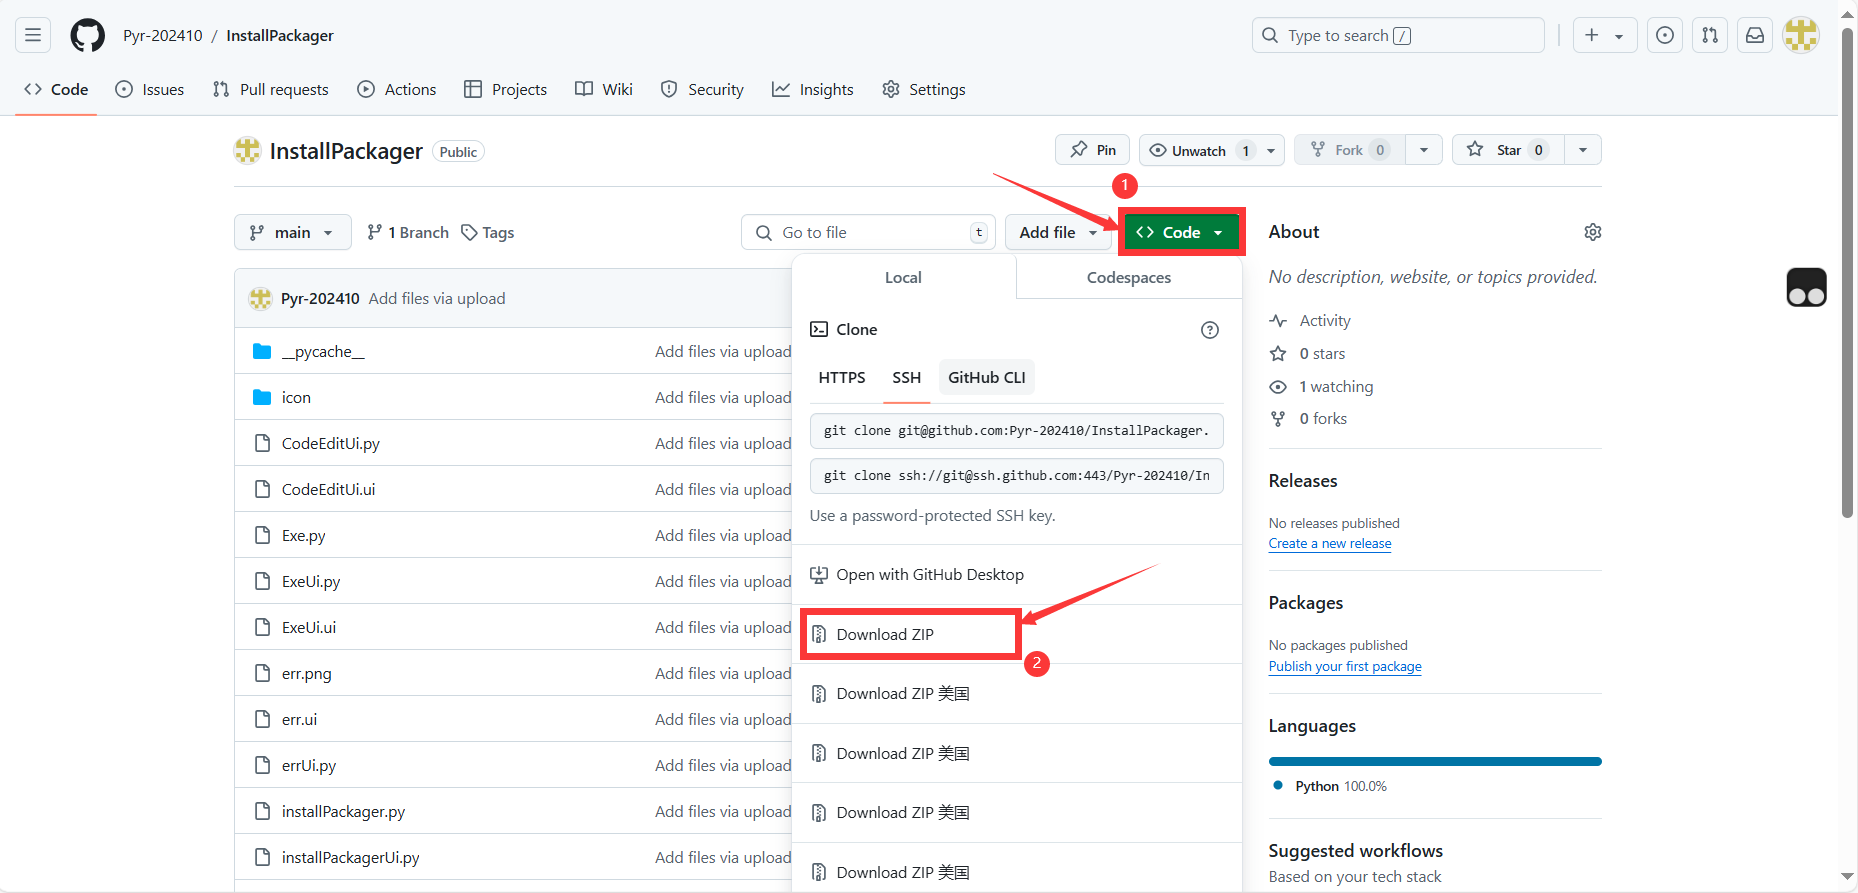 Pyr-202410 / InstallPackager
Type to search /
Code Issues Pull requests Actions Projects Wiki Security Insights Settings
InstallPackager Public
Pin Unwatch 1 Fork 0 Star 0
1
main 1 Branch Tags
Go to file t
Add file Code
About
No description, website, or topics provided.
Activity
0 stars
1 watching
0 forks
Releases
No releases published
Create a new release
Packages
No packages published
Publish your first package
Languages
Python 100.0%
Suggested workflows
Based on your tech stack
Local Codespaces
Clone
HTTPS SSH GitHub CLI
git clone git@github.com:Pyr-202410/InstallPackager.
git clone ssh://git@ssh.github.com:443/Pyr-202410/In
Use a password-protected SSH key.
Open with GitHub Desktop
Download ZIP
2
Download ZIP 美国
Download ZIP 美国
Download ZIP 美国
Download ZIP 美国
Pyr-202410 Add files via upload
__pycache__ Add files via upload
icon Add files via upload
CodeEditUi.py Add files via upload
CodeEditUi.ui Add files via upload
Exe.py Add files via upload
ExeUi.py Add files via upload
ExeUi.ui Add files via upload
err.png Add files via upload
err.ui Add files via upload
errUi.py Add files via upload
installPackager.py Add files via upload
installPackagerUi.py Add files via upload